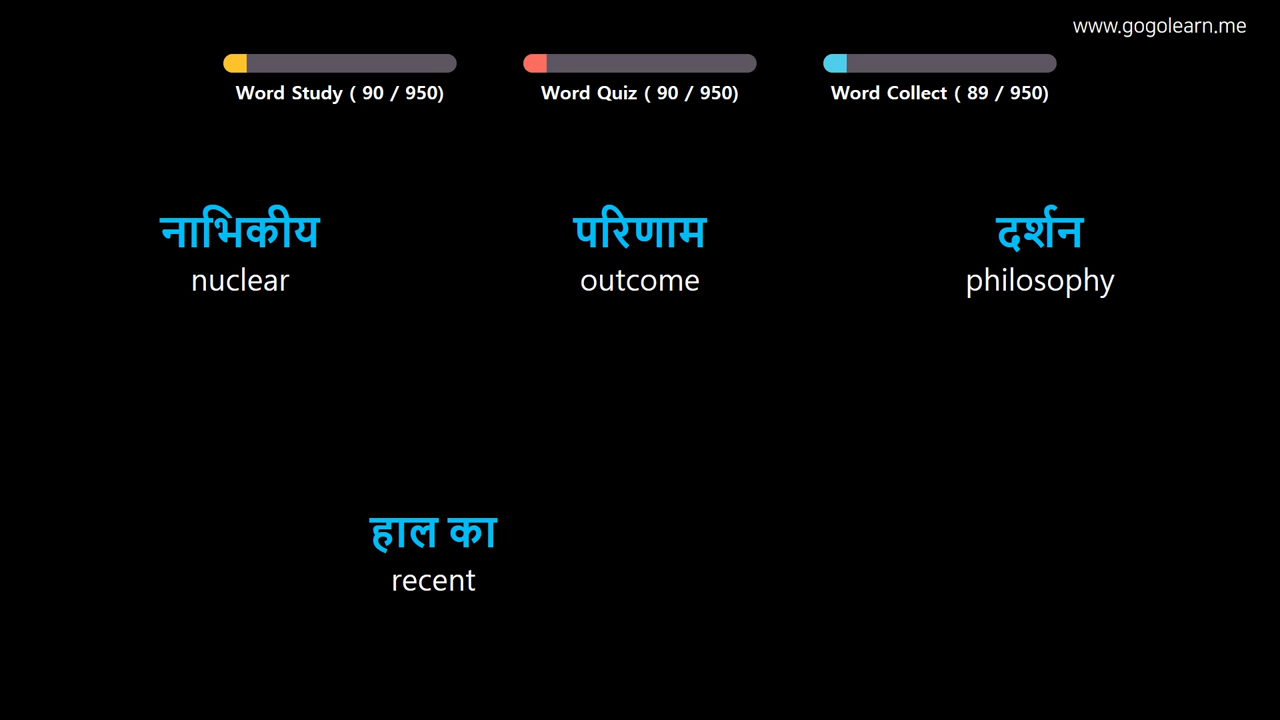 www.gogolearn.me
Word Study ( 90 / 950)
Word Quiz ( 90 / 950)
Word Collect ( 89 / 950)
नाभिकीय
nuclear
परिणाम
outcome
दर्शन
philosophy
हाल का
recent